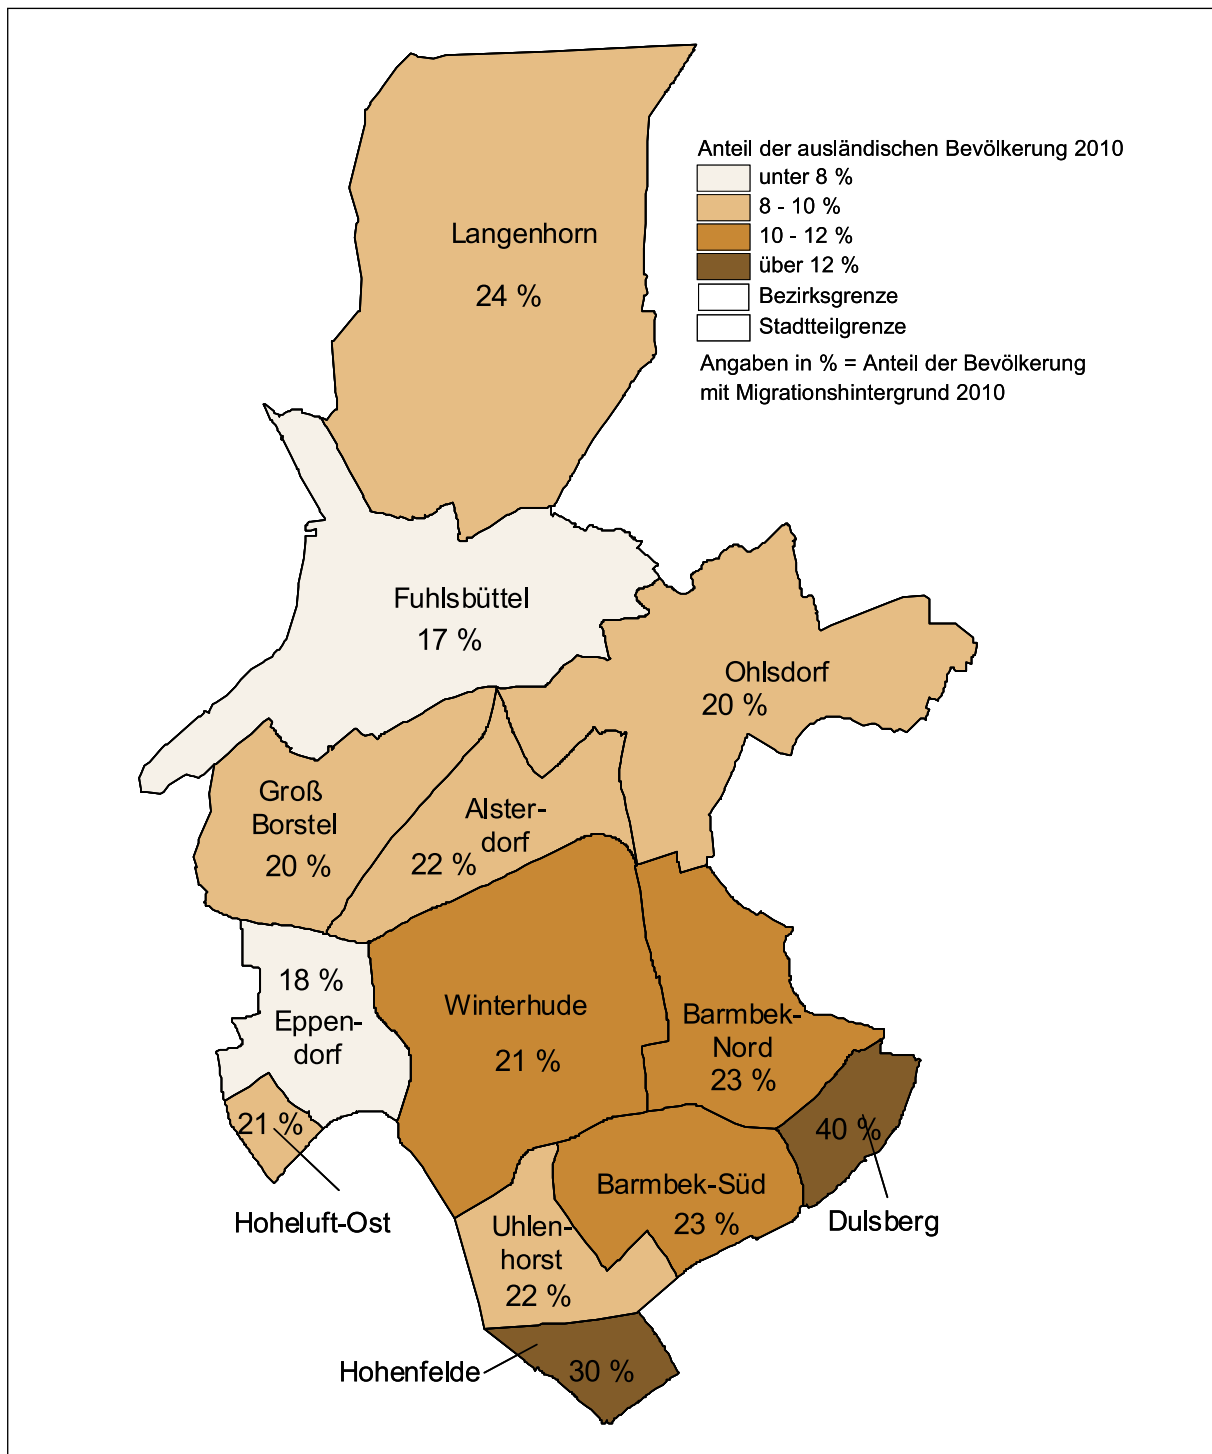 Anteil der ausländischen Bevölkerung 2010
unter 8 %
8 - 10 %
10 - 12 %
über 12 %
Bezirksgrenze
Stadtteilgrenze
Angaben in % = Anteil der Bevölkerung
mit Migrationshintergrund 2010
Langenhorn
24 %
Fuhlsbüttel
17 %
Ohlsdorf
20 %
Groß
Borstel
20 %
Alster-
dorf
22 %
18 %
Eppen-
dorf
Winterhude
21 %
Barmbek-
Nord
23 %
21 %
Hoheluft-Ost
40 %
Dulsberg
Barmbek-Süd
23 %
Uhlen-
horst
22 %
Hohenfelde
30 %